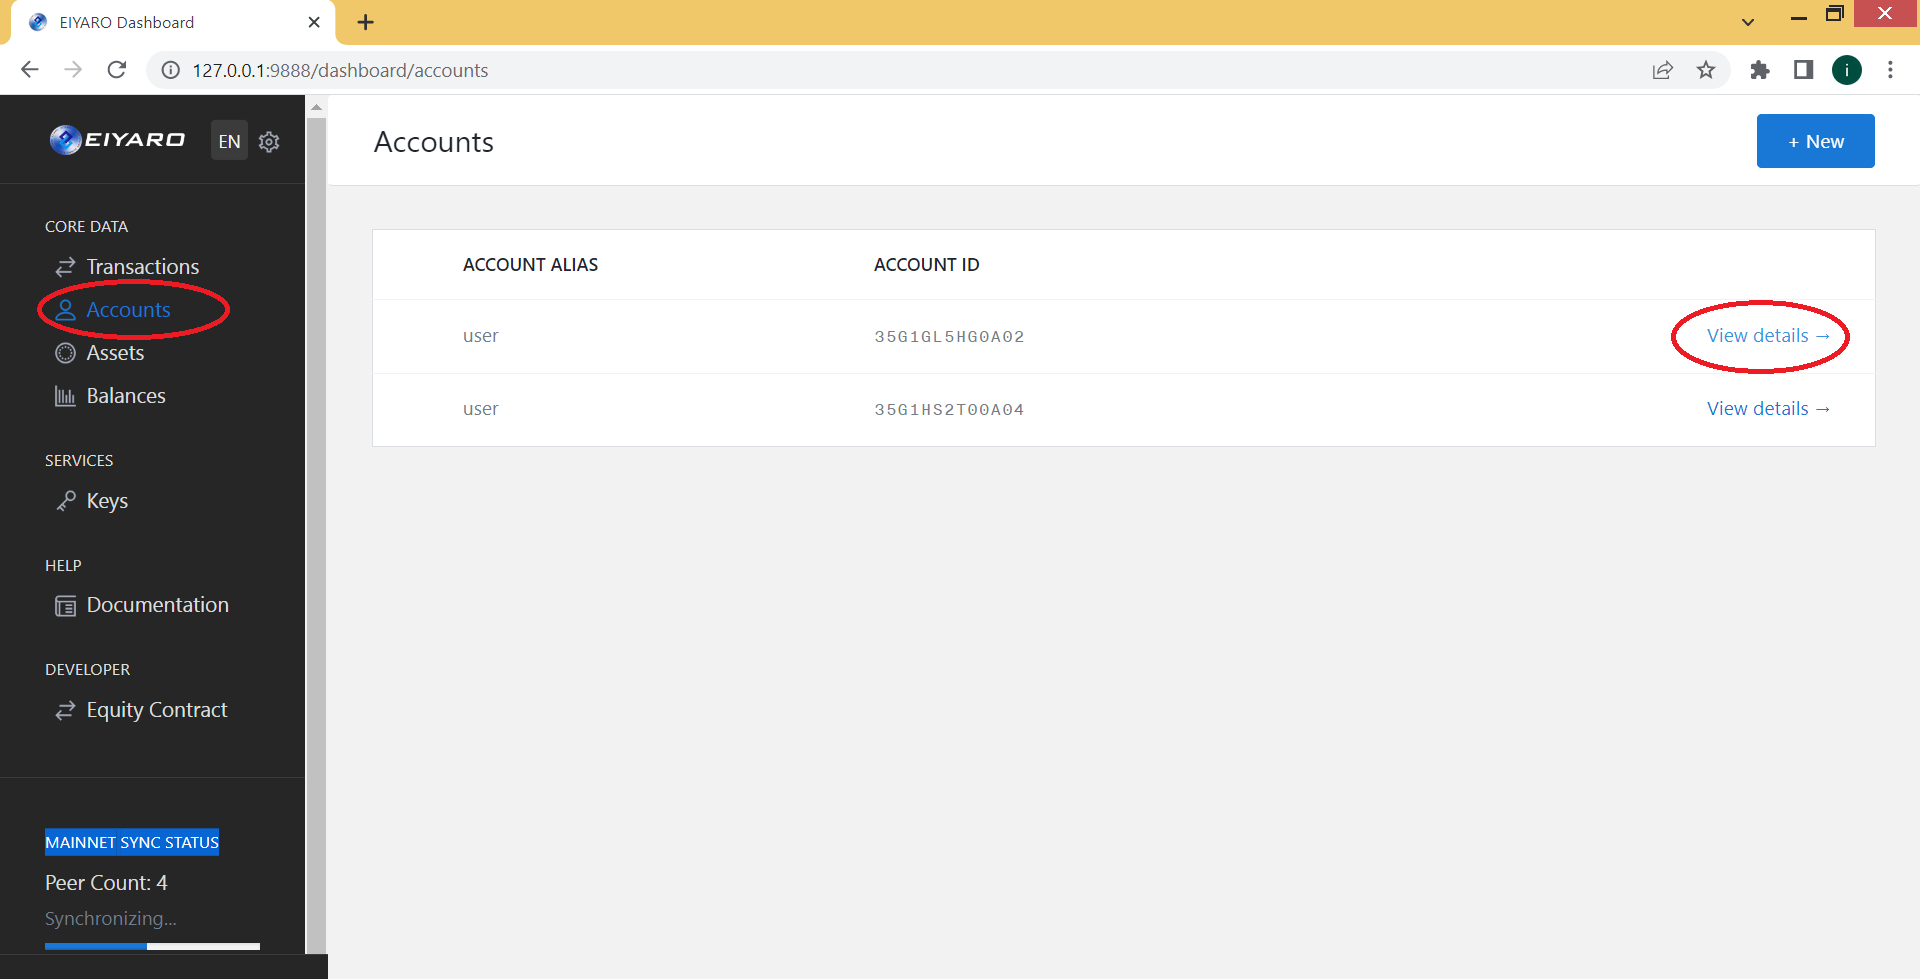 EIYARO Dashboard
127.0.0.1:9888/dashboard/accounts
i
EIYARO EN
CORE DATA
Transactions
Accounts
Assets
Balances
SERVICES
Keys
HELP
Documentation
DEVELOPER
Equity Contract
MAINNET SYNC STATUS
Peer Count: 4
Synchronizing...
Accounts
+ New
ACCOUNT ALIAS ACCOUNT ID
user 35G1GL5HG0A02 View details →
user 35G1HS2T00A04 View details →